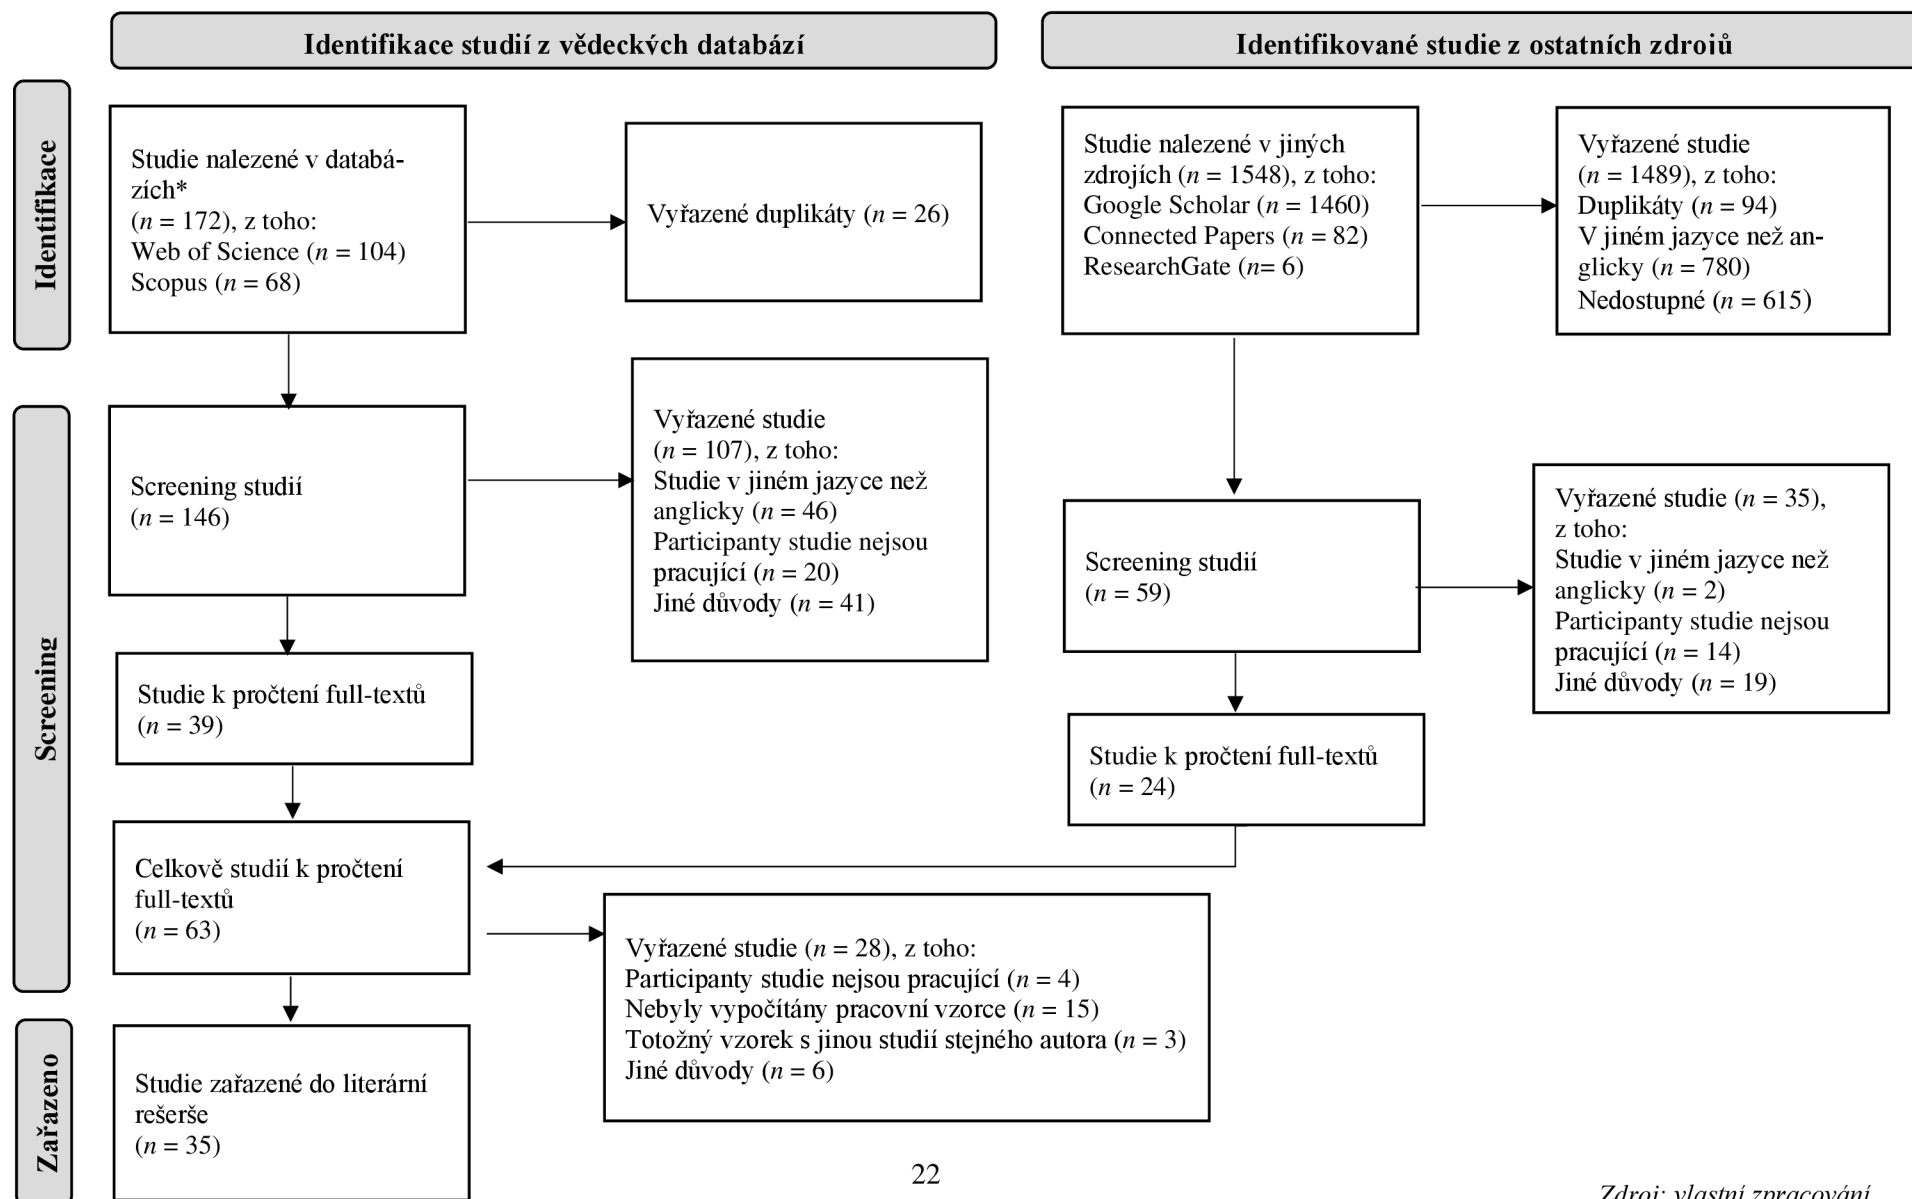 Identifikace studií z vědeckých databází
Identifikované studie z ostatních zdrojů
Identifikace
Studie nalezené v databá-
zích*
(n = 172), z toho:
Web of Science (n = 104)
Scopus (n = 68)
Vyřazené duplikáty (n = 26)
Studie nalezené v jiných
zdrojích (n = 1548), z toho:
Google Scholar (n = 1460)
Connected Papers (n = 82)
ResearchGate (n= 6)
Vyřazené studie
(n = 1489), z toho:
Duplikáty (n = 94)
V jiném jazyce než an-
glicky (n = 780)
Nedostupné (n = 615)
Screening
Screening studií
(n = 146)
Vyřazené studie
(n = 107), z toho:
Studie v jiném jazyce než
anglicky (n = 46)
Participanty studie nejsou
pracující (n = 20)
Jiné důvody (n = 41)
Screening studií
(n = 59)
Vyřazené studie (n = 35),
z toho:
Studie v jiném jazyce než
anglicky (n = 2)
Participanty studie nejsou
pracující (n = 14)
Jiné důvody (n = 19)
Studie k pročtení full-textů
(n = 39)
Studie k pročtení full-textů
(n = 24)
Celkově studií k pročtení
full-textů
(n = 63)
Vyřazené studie (n = 28), z toho:
Participanty studie nejsou pracující (n = 4)
Nebyly vypočítány pracovní vzorce (n = 15)
Totožný vzorek s jinou studií stejného autora (n = 3)
Jiné důvody (n = 6)
Zařazeno
Studie zařazené do literární
rešerše
(n = 35)
22
Zdroj: vlastní zpracování